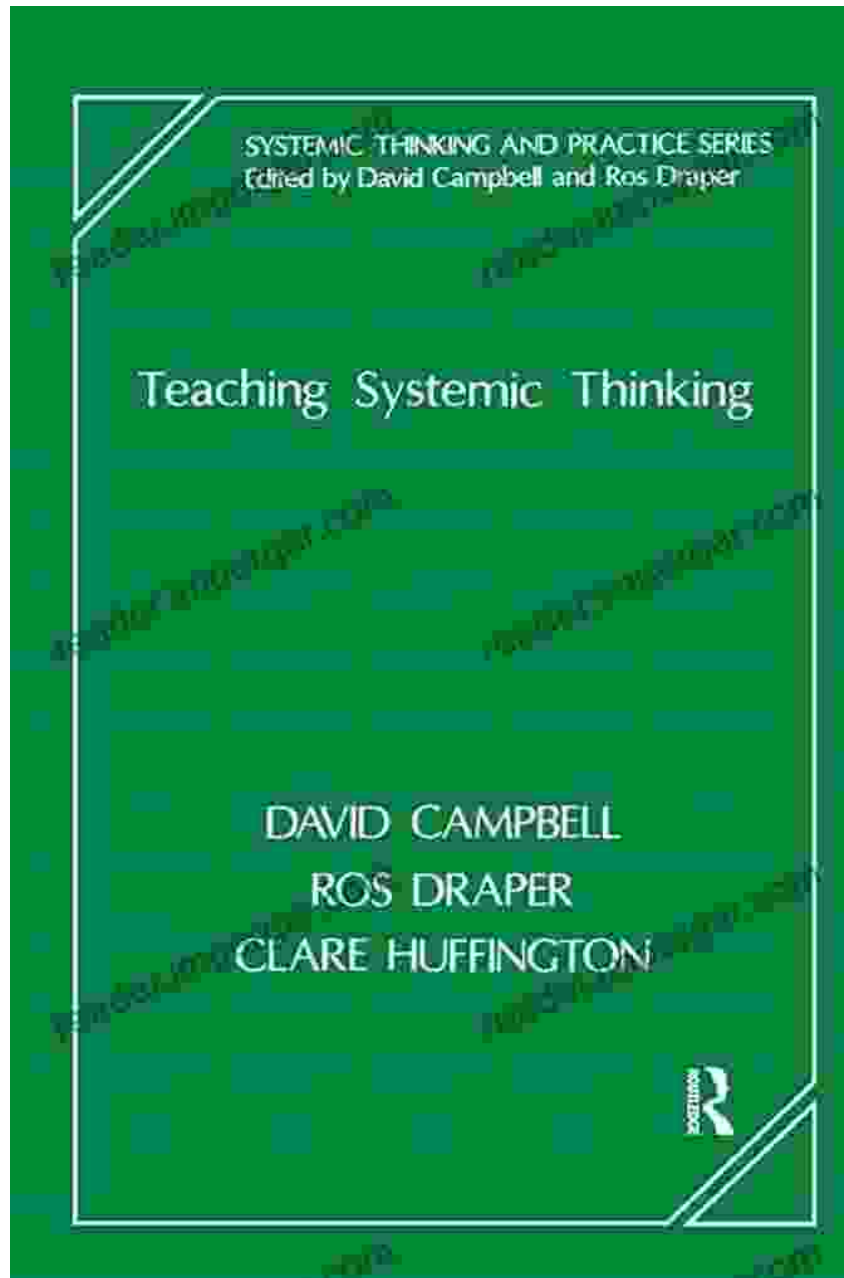 SYSTEMIC THINKING AND PRACTICE SERIES
Edited by David Campbell and Ros Draper
Teaching Systemic Thinking
DAVID CAMPBELL
ROS DRAPER
CLARE HUFFINGTON
ROUTLEDGE